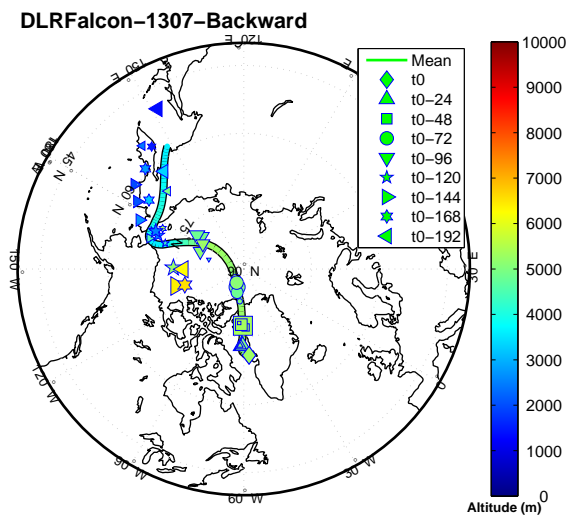 DLRFalcon-1307-Backward
120° E
150° E
E
45° N
60° N
75° N
90° N
150° W
30° E
120° W
90° W
60° W
30° W
Mean
t0
t0-24
t0-48
t0-72
t0-96
t0-120
t0-144
t0-168
t0-192
10000
9000
8000
7000
6000
5000
4000
3000
2000
1000
0
Altitude (m)